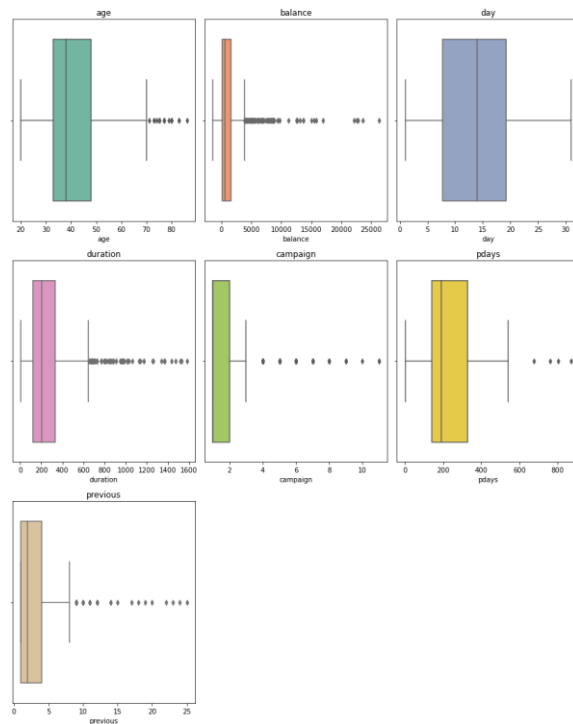 age
balance
day
20 30 40 50 60 70 80
0 5000 10000 15000 20000 25000
0 5 10 15 20 25 30
age
balance
day
duration
campaign
pdays
0 200 400 600 800 1000 1200 1400 1600
2 4 6 8 10
0 200 400 600 800
duration
campaign
pdays
previous
0 5 10 15 20 25
previous